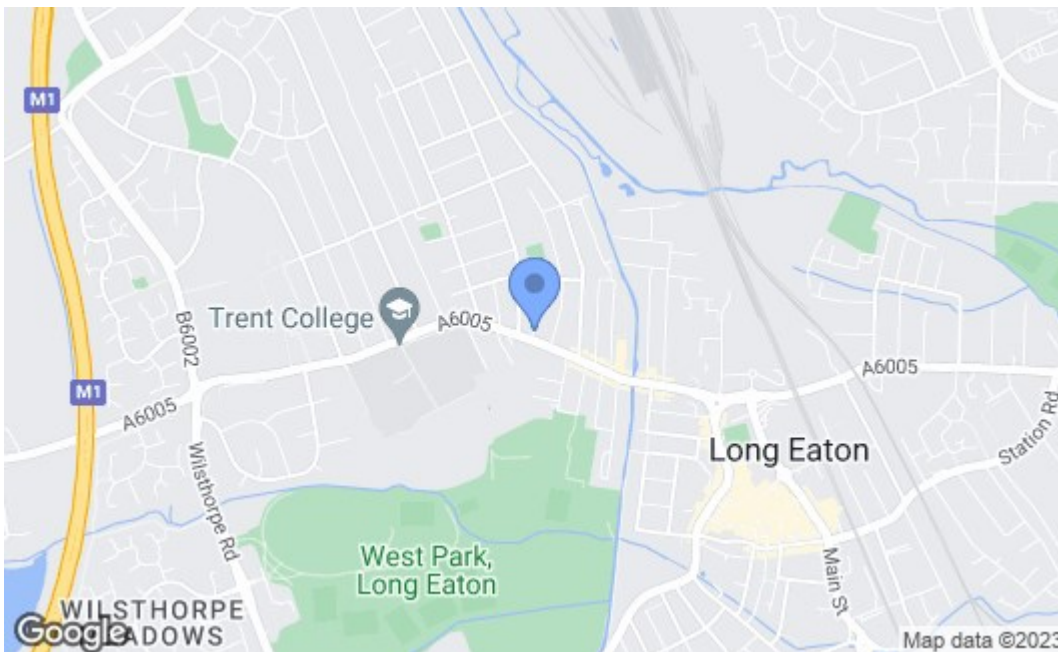 M1
B6002
Trent College
A6005
A6005
M1
A6005
Long Eaton
Station Rd
Wilsthorpe Rd
West Park,
Long Eaton
Main St
WILSTHORPE
MEADOWS
Google
Map data ©2023